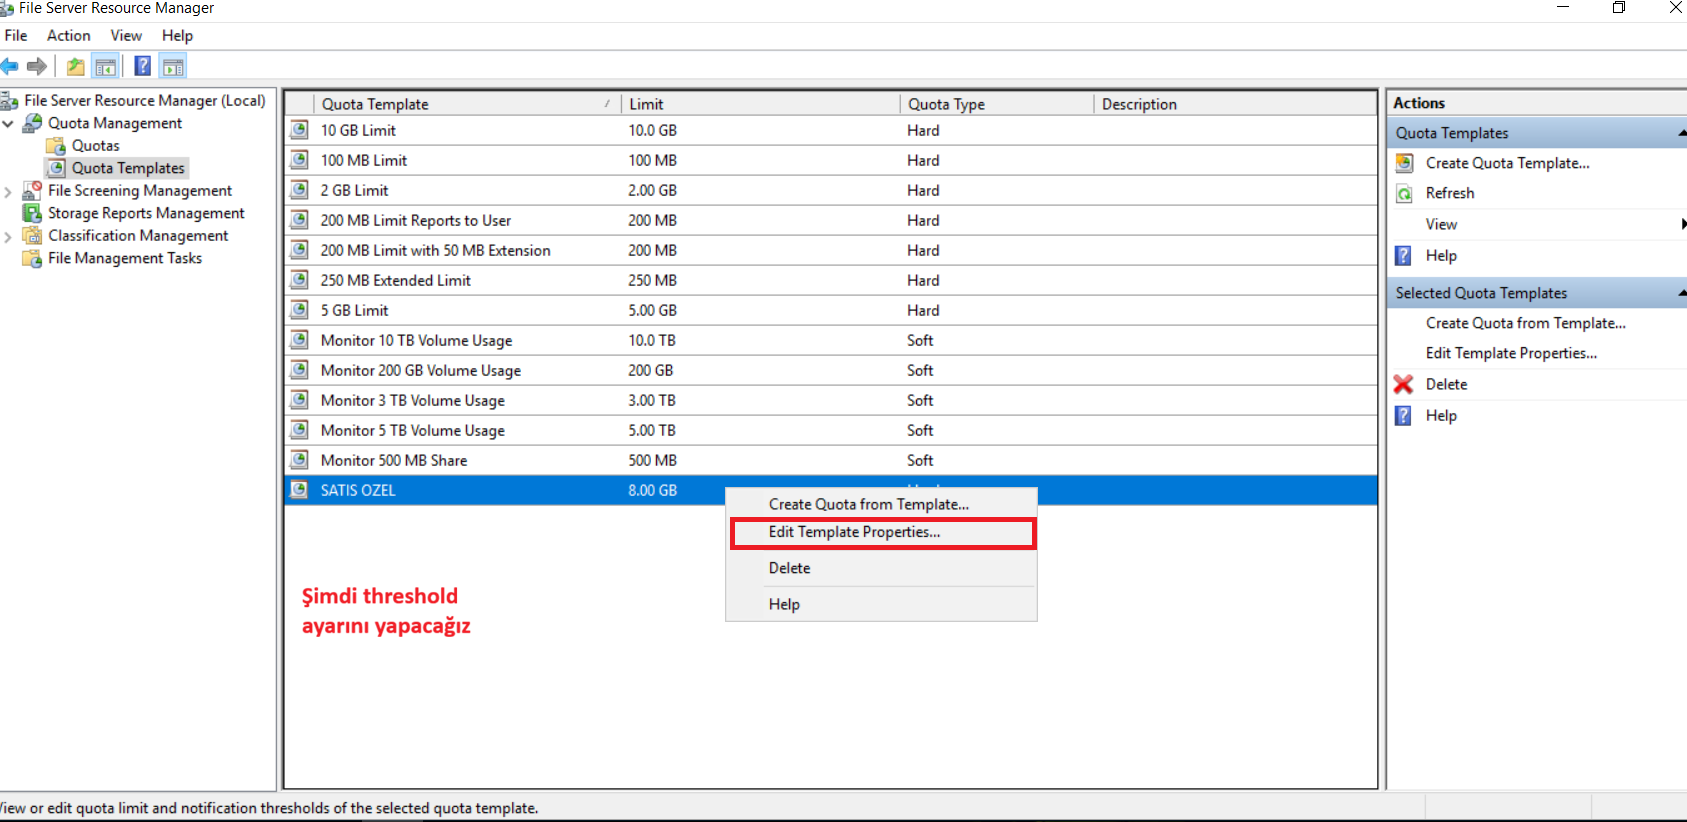 File Server Resource Manager
File Action View Help
File Server Resource Manager (Local)
Quota Management
Quotas
Quota Templates
File Screening Management
Storage Reports Management
Classification Management
File Management Tasks
Quota Template Limit Quota Type Description
10 GB Limit 10.0 GB Hard
100 MB Limit 100 MB Hard
2 GB Limit 2.00 GB Hard
200 MB Limit Reports to User 200 MB Hard
200 MB Limit with 50 MB Extension 200 MB Hard
250 MB Extended Limit 250 MB Hard
5 GB Limit 5.00 GB Hard
Monitor 10 TB Volume Usage 10.0 TB Soft
Monitor 200 GB Volume Usage 200 GB Soft
Monitor 3 TB Volume Usage 3.00 TB Soft
Monitor 5 TB Volume Usage 5.00 TB Soft
Monitor 500 MB Share 500 MB Soft
SATIS OZEL 8.00 GB
Create Quota from Template...
Edit Template Properties...
Delete
Help
Şimdi threshold
ayarını yapacağız
Actions
Quota Templates
Create Quota Template...
Refresh
View
Help
Selected Quota Templates
Create Quota from Template...
Edit Template Properties...
Delete
Help
View or edit quota limit and notification thresholds of the selected quota template.